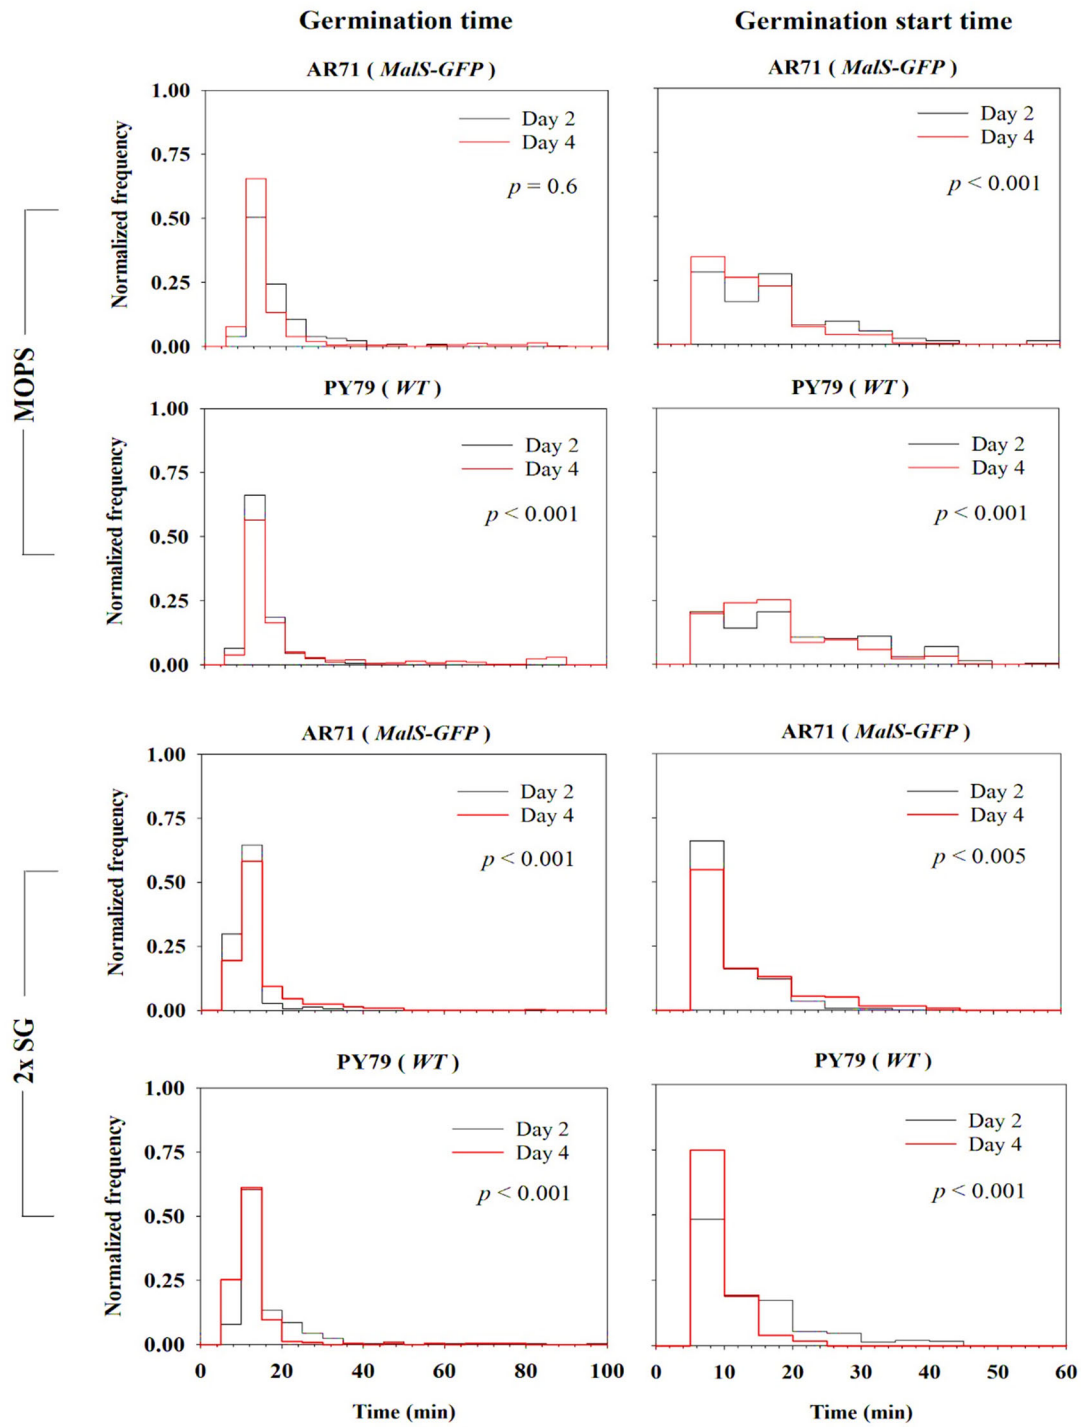 Germination time
Germination start time
AR71 ( MalS-GFP )
AR71 ( MalS-GFP )
1.00
0.75
0.50
0.25
0.00
Normalized frequency
Day 2
Day 4
p = 0.6
Day 2
Day 4
p < 0.001
MOPS
PY79 ( WT )
PY79 ( WT )
1.00
0.75
0.50
0.25
0.00
Normalized frequency
Day 2
Day 4
p < 0.001
Day 2
Day 4
p < 0.001
AR71 ( MalS-GFP )
AR71 ( MalS-GFP )
1.00
0.75
0.50
0.25
0.00
Normalized frequency
Day 2
Day 4
p < 0.001
Day 2
Day 4
p < 0.005
2x SG
PY79 ( WT )
PY79 ( WT )
1.00
0.75
0.50
0.25
0.00
Normalized frequency
Day 2
Day 4
p < 0.001
Day 2
Day 4
p < 0.001
0 20 40 60 80 100
0 10 20 30 40 50 60
Time (min)
Time (min)